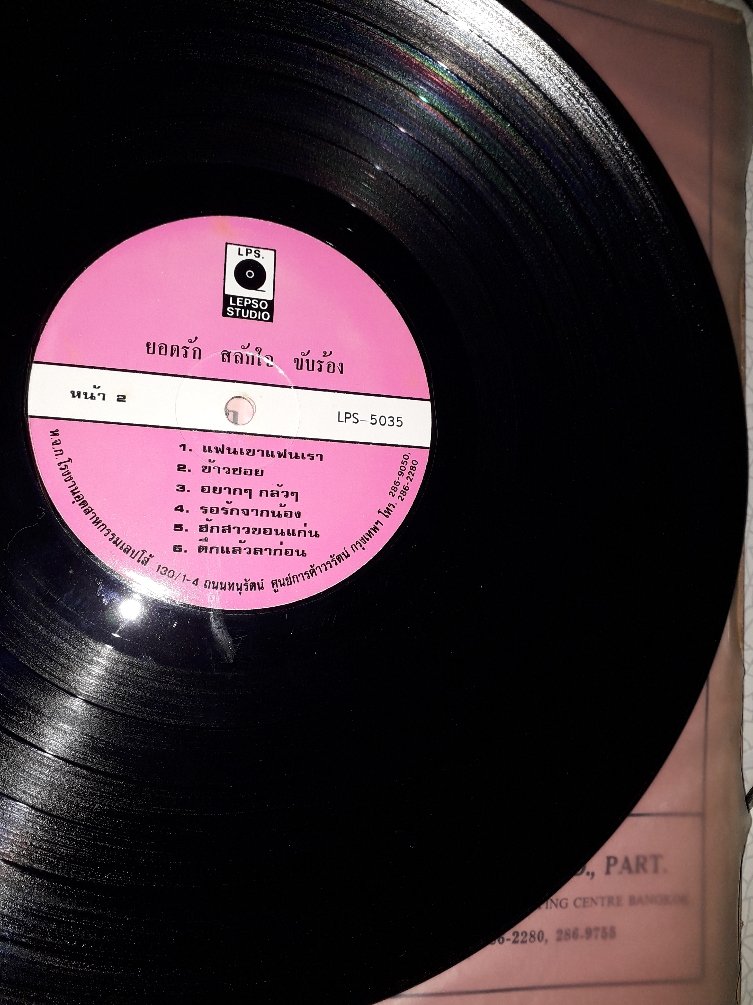 LPS.
LEPSO
STUDIO
ยอดรัก สลักใจ ขับร้อง
หน้า 2
LPS-5035
1. แฟนเขาแฟนเรา
2. ข้าวซอย
3. อยากๆ กลัวๆ
4. รอรักจากน้อง
5. ฮักสาวขอนแก่น
6. ดึกแล้วลาก่อน
ห.จ.ก.โรงงานอุตสาหกรรมเลปโส้ 130/1-4 ถนนทนุรัตน์ ศูนย์การค้าวรรัตน์ กรุงเทพฯ โทร. 286-9050,
286-2280
PART.
CENTRE BANGKOK
6-2280, 286-9755